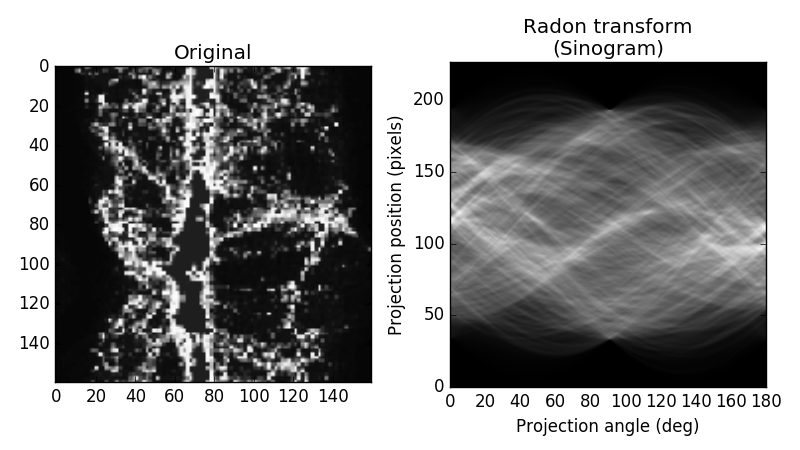 Original
0
20
40
60
80
100
120
140
0 20 40 60 80 100 120 140
Radon transform
(Sinogram)
Projection position (pixels)
200
150
100
50
0
0 20 40 60 80 100 120 140 160 180
Projection angle (deg)